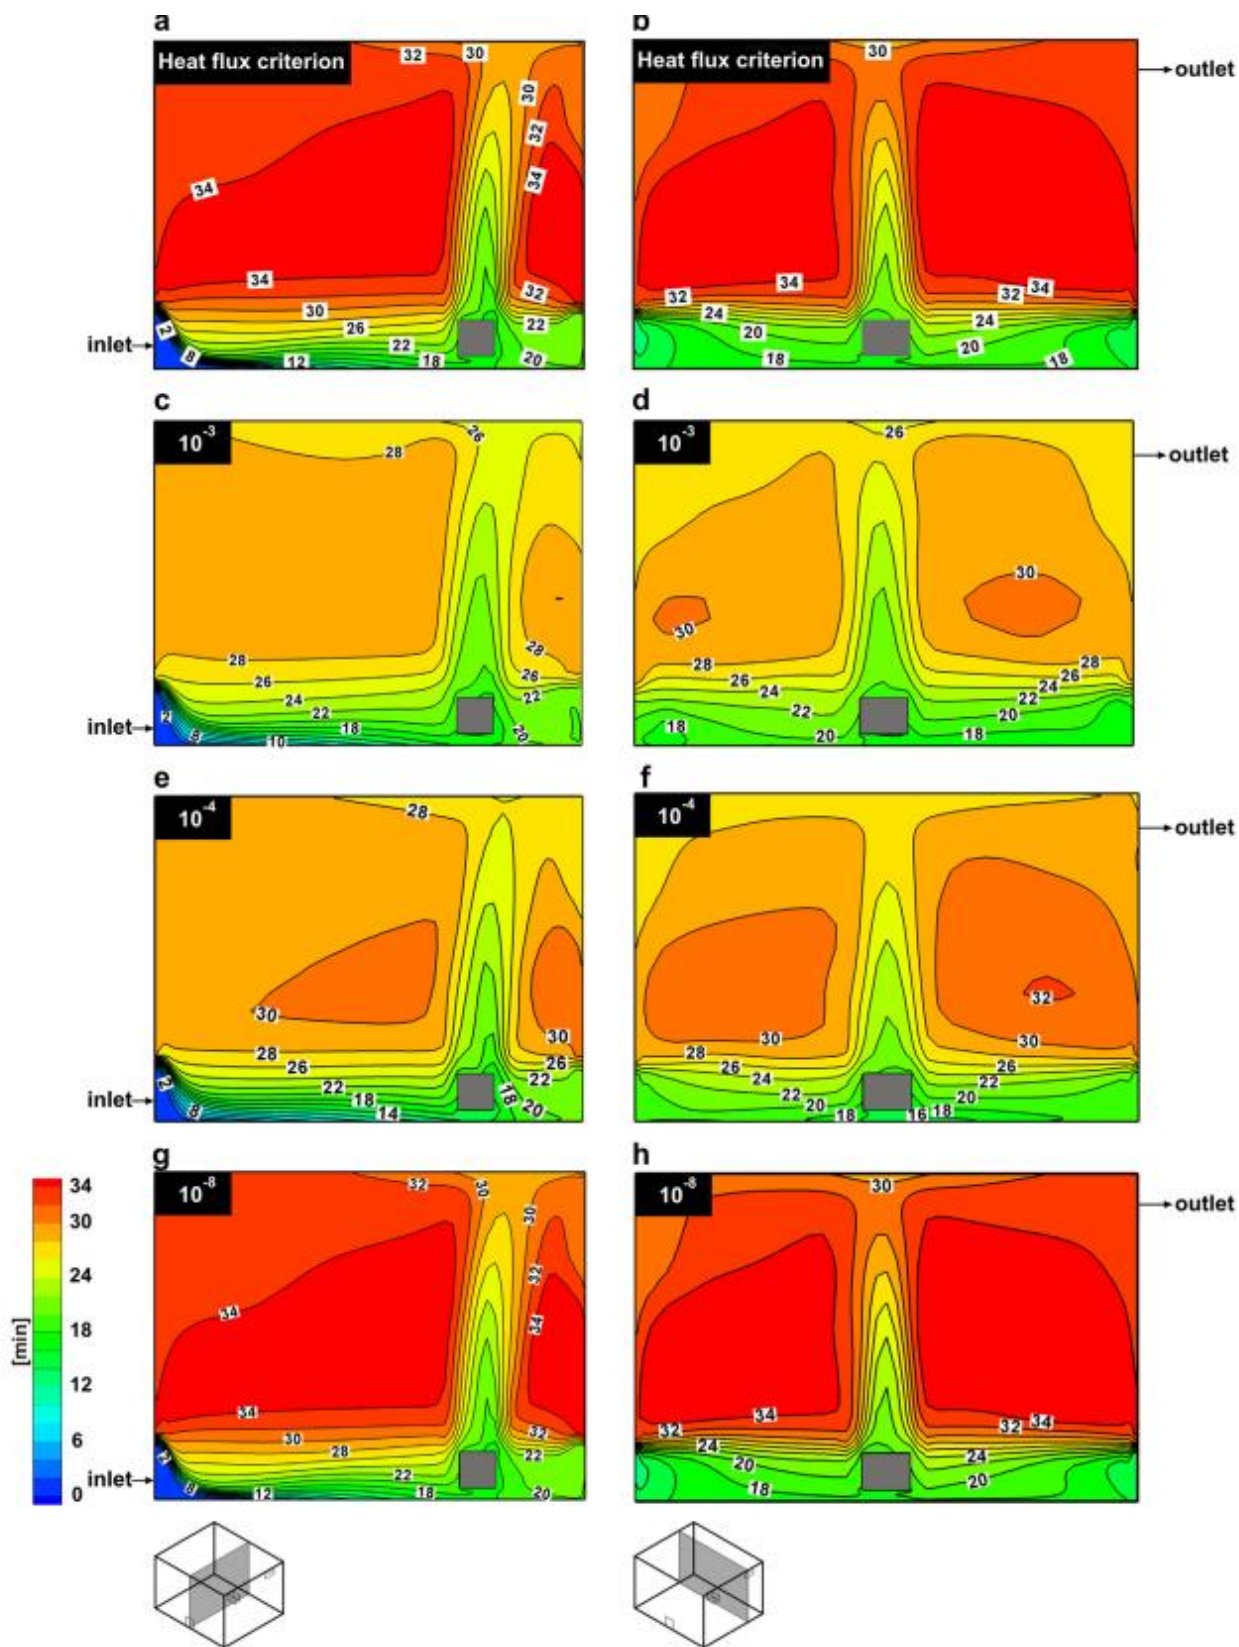 a b
Heat flux criterion Heat flux criterion
32 30 30 30 32 34 34 34 32 30 26 22 22 18 12 20 2 8
inlet
30 34 32 34 32 24 24 20 20 18 18
outlet
c d
10-3 10-3
26 28 28 28 26 26 24 22 22 18 20 10 2 8
inlet
26 30 30 28 28 26 26 24 24 22 22 20 20 18 18
outlet
e f
10-4 10-4
28 30 30 28 26 26 22 22 18 18 14 20 2 8
inlet
32 30 30 28 26 26 24 22 22 20 20 18 16 18
outlet
g h
10-8 10-8
32 30 30 32 34 34 34 32 30 28 22 22 18 12 20 2 8
inlet
30 34 32 34 32 24 24 20 20 18
outlet
[min]
34
30
24
18
12
6
0